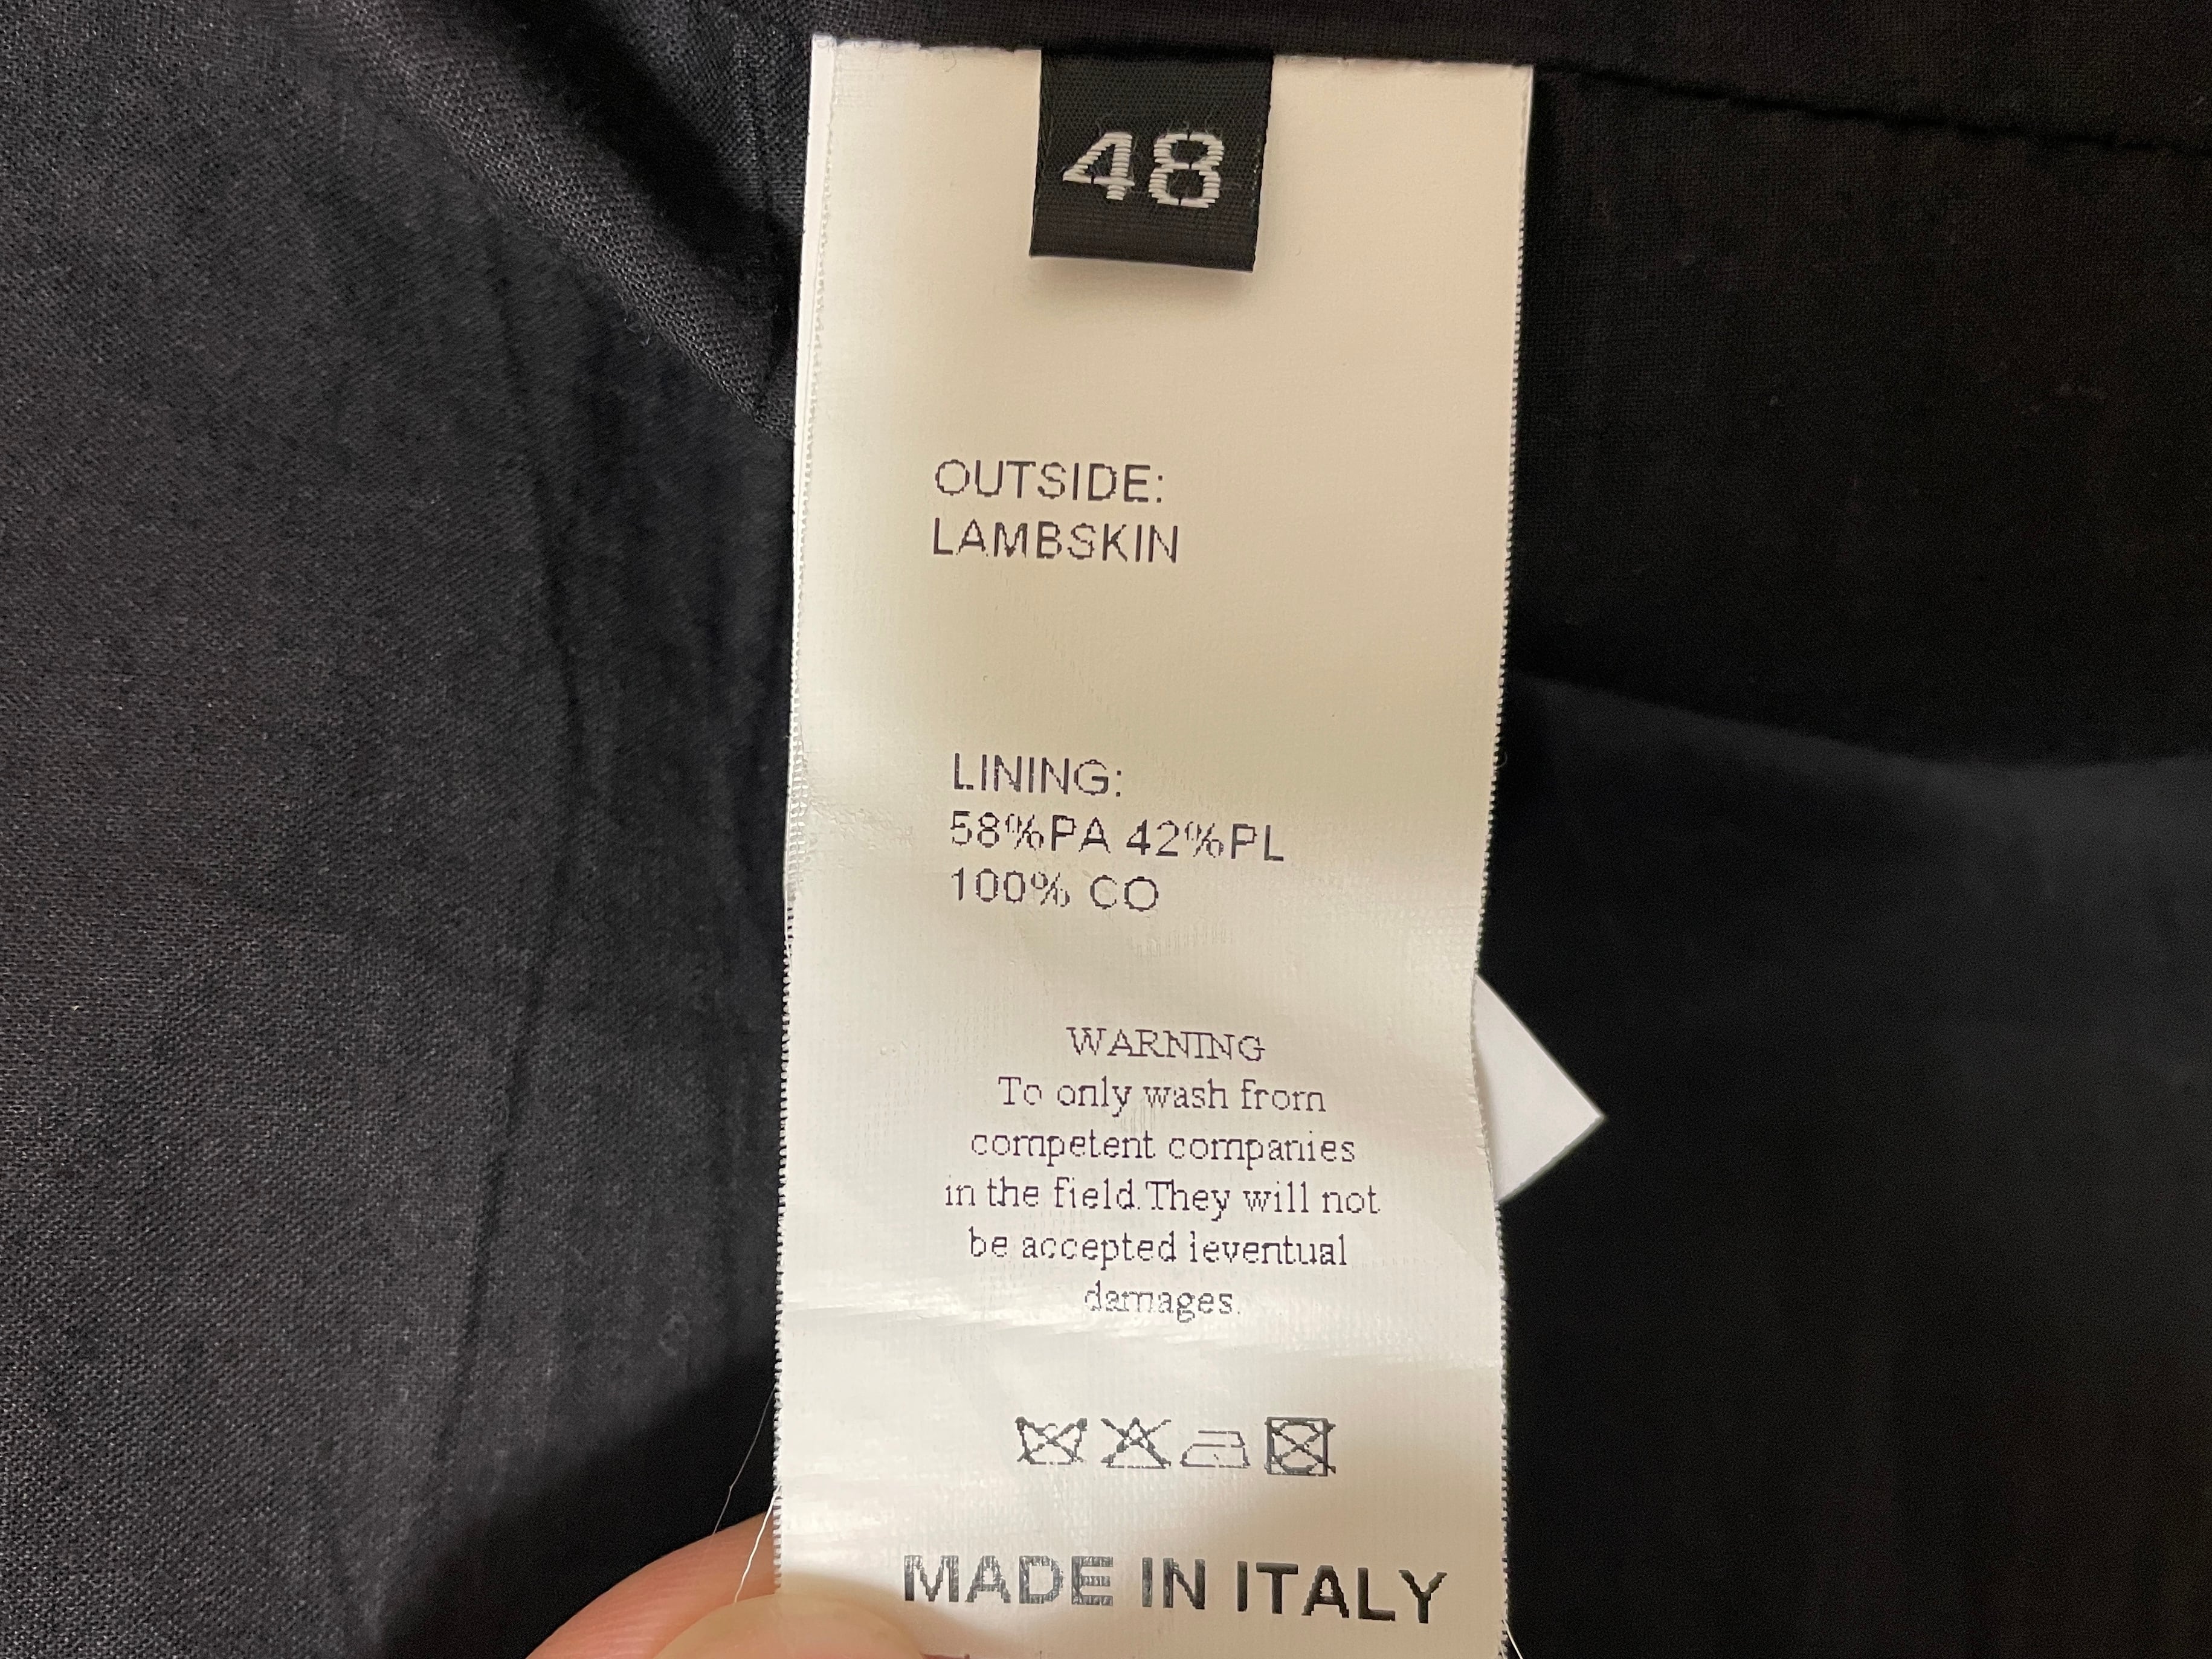 48
OUTSIDE:
LAMBSKIN
LINING:
58%PA 42%PL
100% CO
WARNING
To only wash from
competent companies
in the field.They will not
be accepted leventual
damages.
MADE IN ITALY